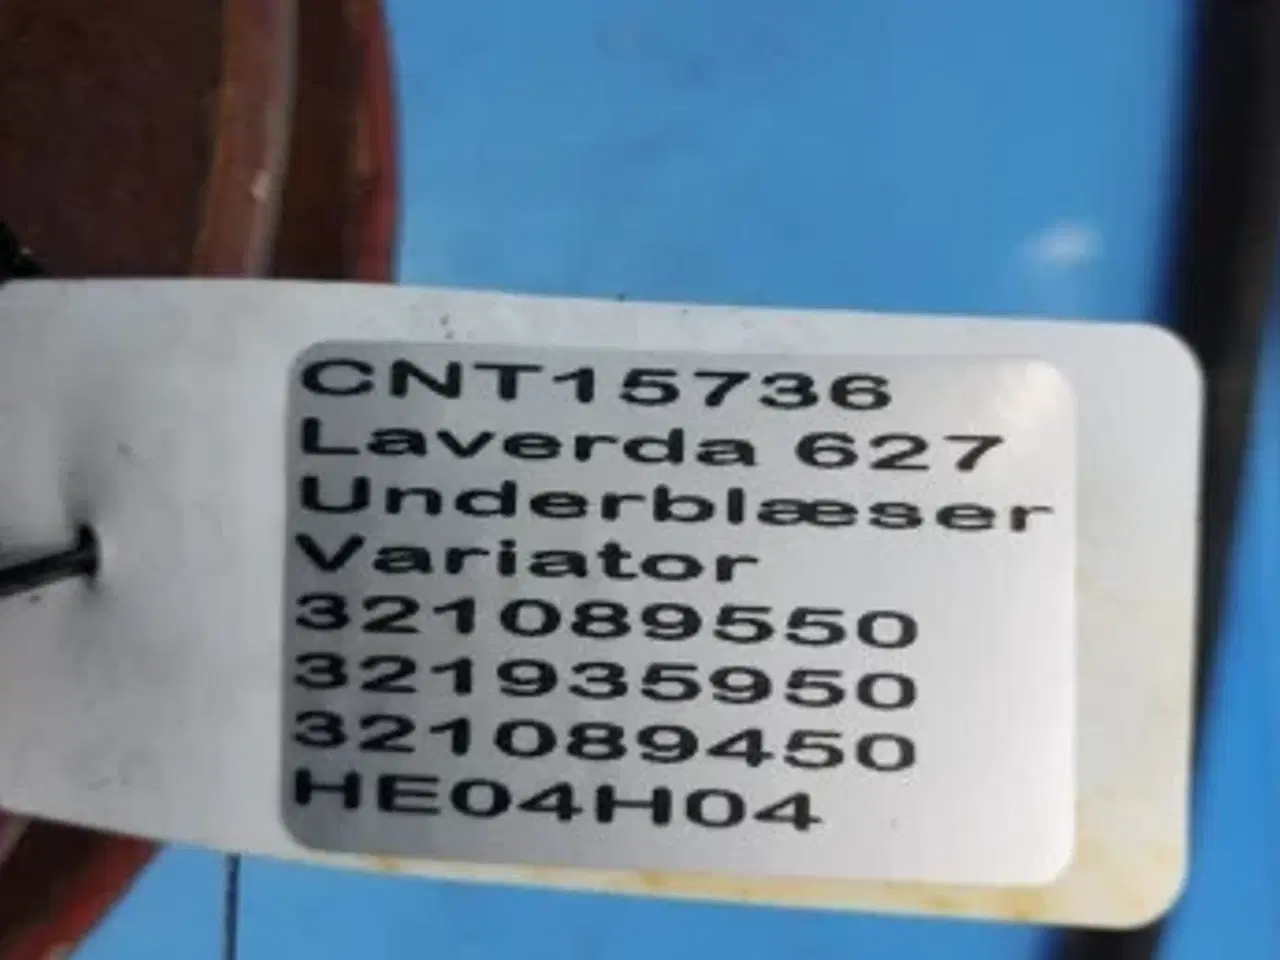 CNT15736
Laverda 627
Underblæser
Variator
321089550
321935950
321089450
HE04H04